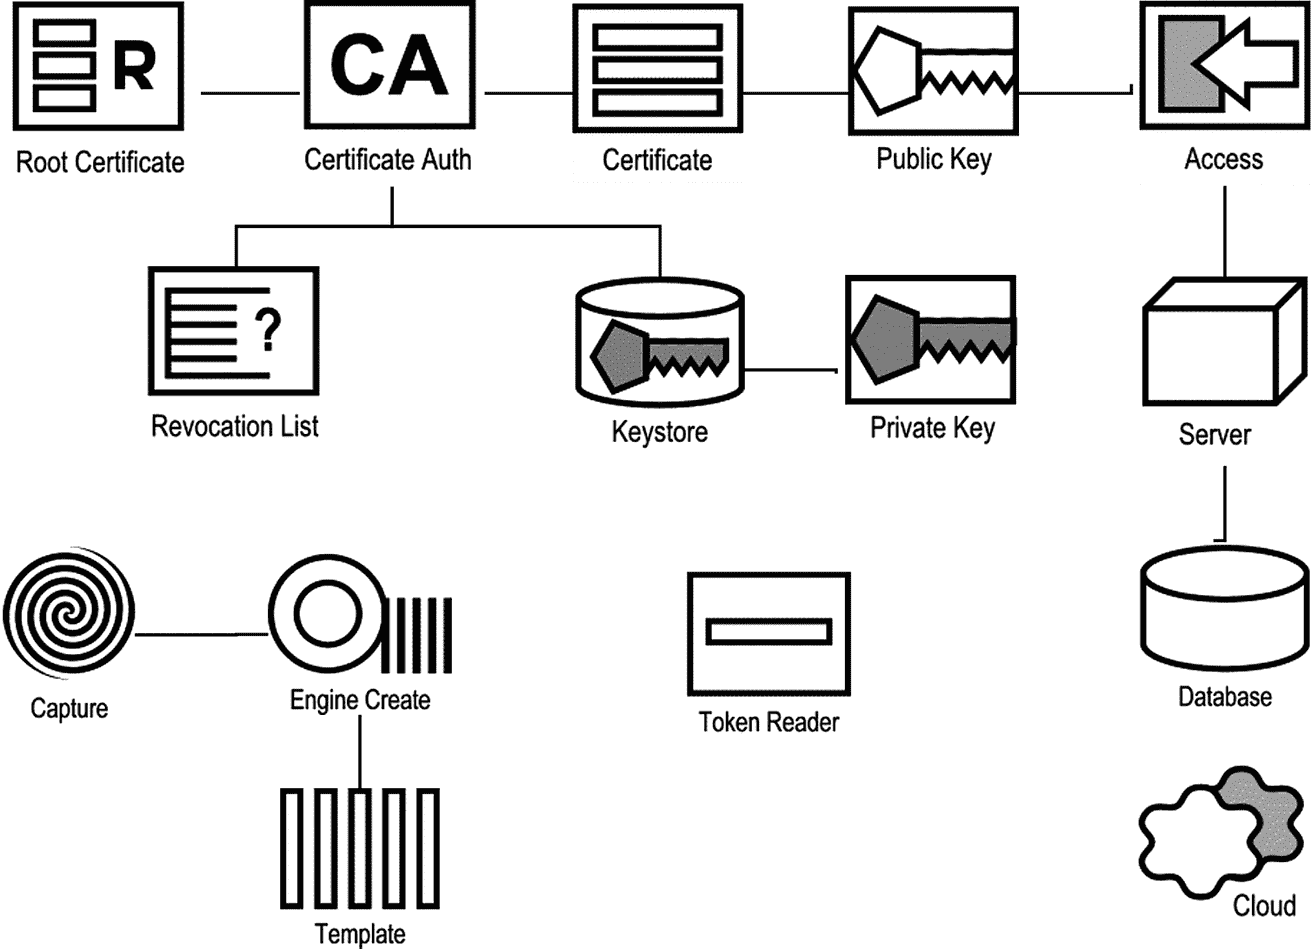 R
CA
Root Certificate
Certificate Auth
Certificate
Public Key
Access
?
Revocation List
Keystore
Private Key
Server
Capture
Engine Create
Token Reader
Database
Template
Cloud